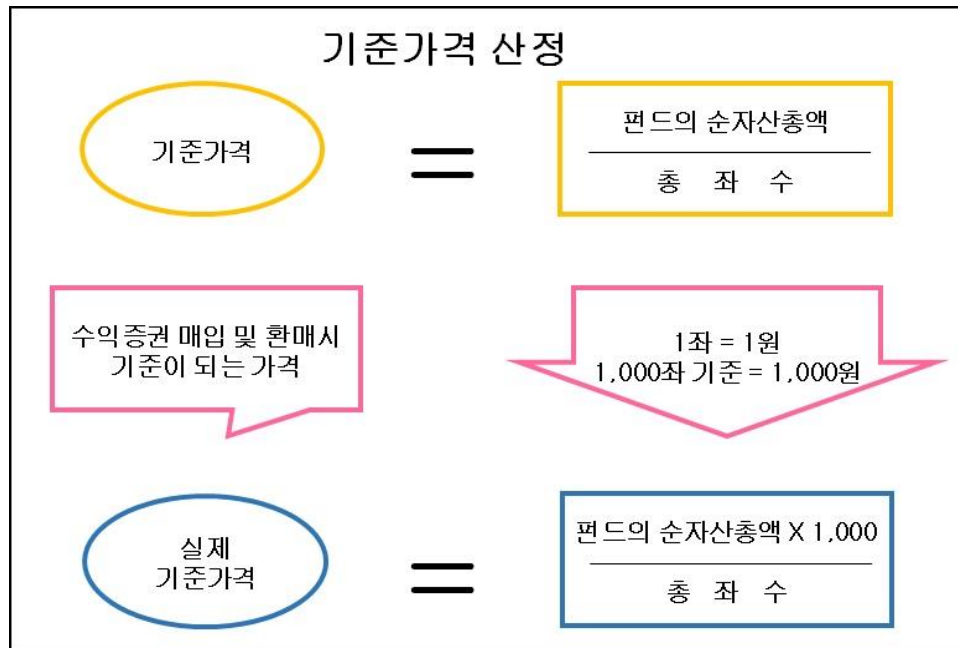 기준가격 산정
기준가격
=
펀드의 순자산총액
총 좌 수
수익증권 매입 및 환매시
기준이 되는 가격
1좌 = 1원
1,000좌 기준 = 1,000원
실제
기준가격
=
펀드의 순자산총액 X 1,000
총 좌 수